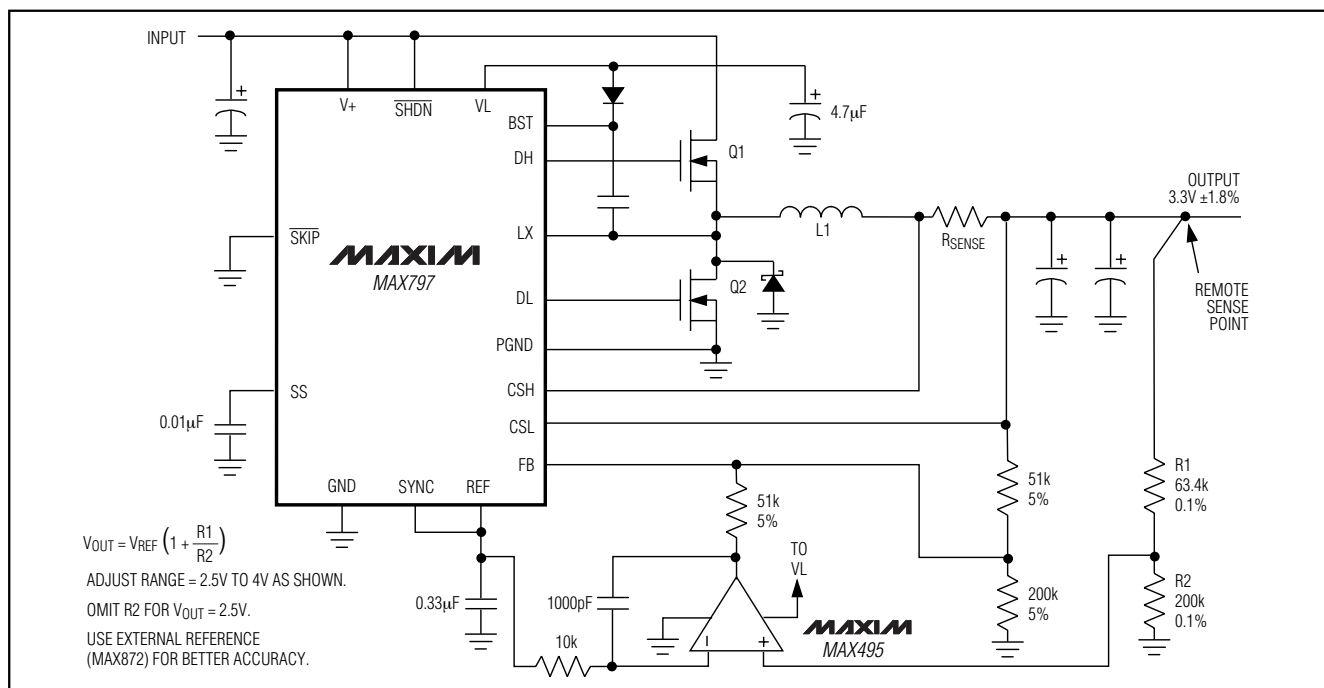 INPUT
+
V+
SHDN
VL
BST
DH
Q1
+
4.7µF
OUTPUT
3.3V ±1.8%
LX
L1
RSENSE
SKIP
MAXIM
MAX797
DL
Q2
+
+
REMOTE
SENSE
POINT
PGND
SS
CSH
0.01µF
CSL
FB
GND
SYNC
REF
51k
5%
51k
5%
R1
63.4k
0.1%
VOUT = VREF (1 + R1
R2)
ADJUST RANGE = 2.5V TO 4V AS SHOWN.
OMIT R2 FOR VOUT = 2.5V.
USE EXTERNAL REFERENCE
(MAX872) FOR BETTER ACCURACY.
0.33µF
1000pF
TO
VL
200k
5%
R2
200k
0.1%
10k
–
+
MAXIM
MAX495